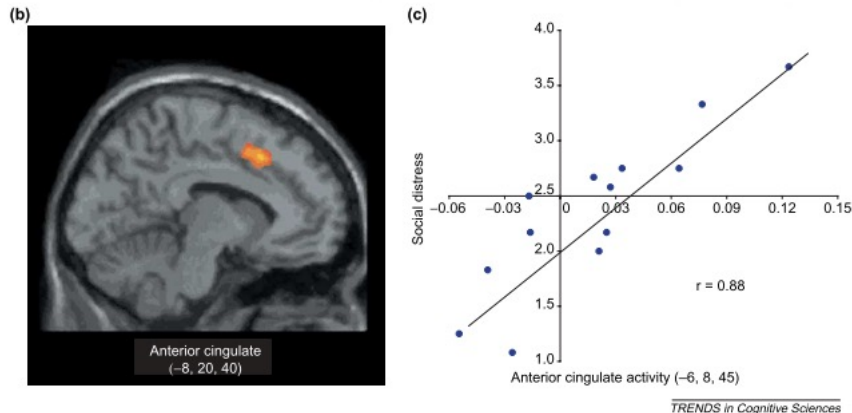 (b)
Anterior cingulate
(–8, 20, 40)
(c)
Social distress
4.0
3.5
3.0
2.5
2.0
1.5
1.0
–0.06 –0.03 0 0.03 0.06 0.09 0.12 0.15
r = 0.88
Anterior cingulate activity (–6, 8, 45)
TRENDS in Cognitive Sciences